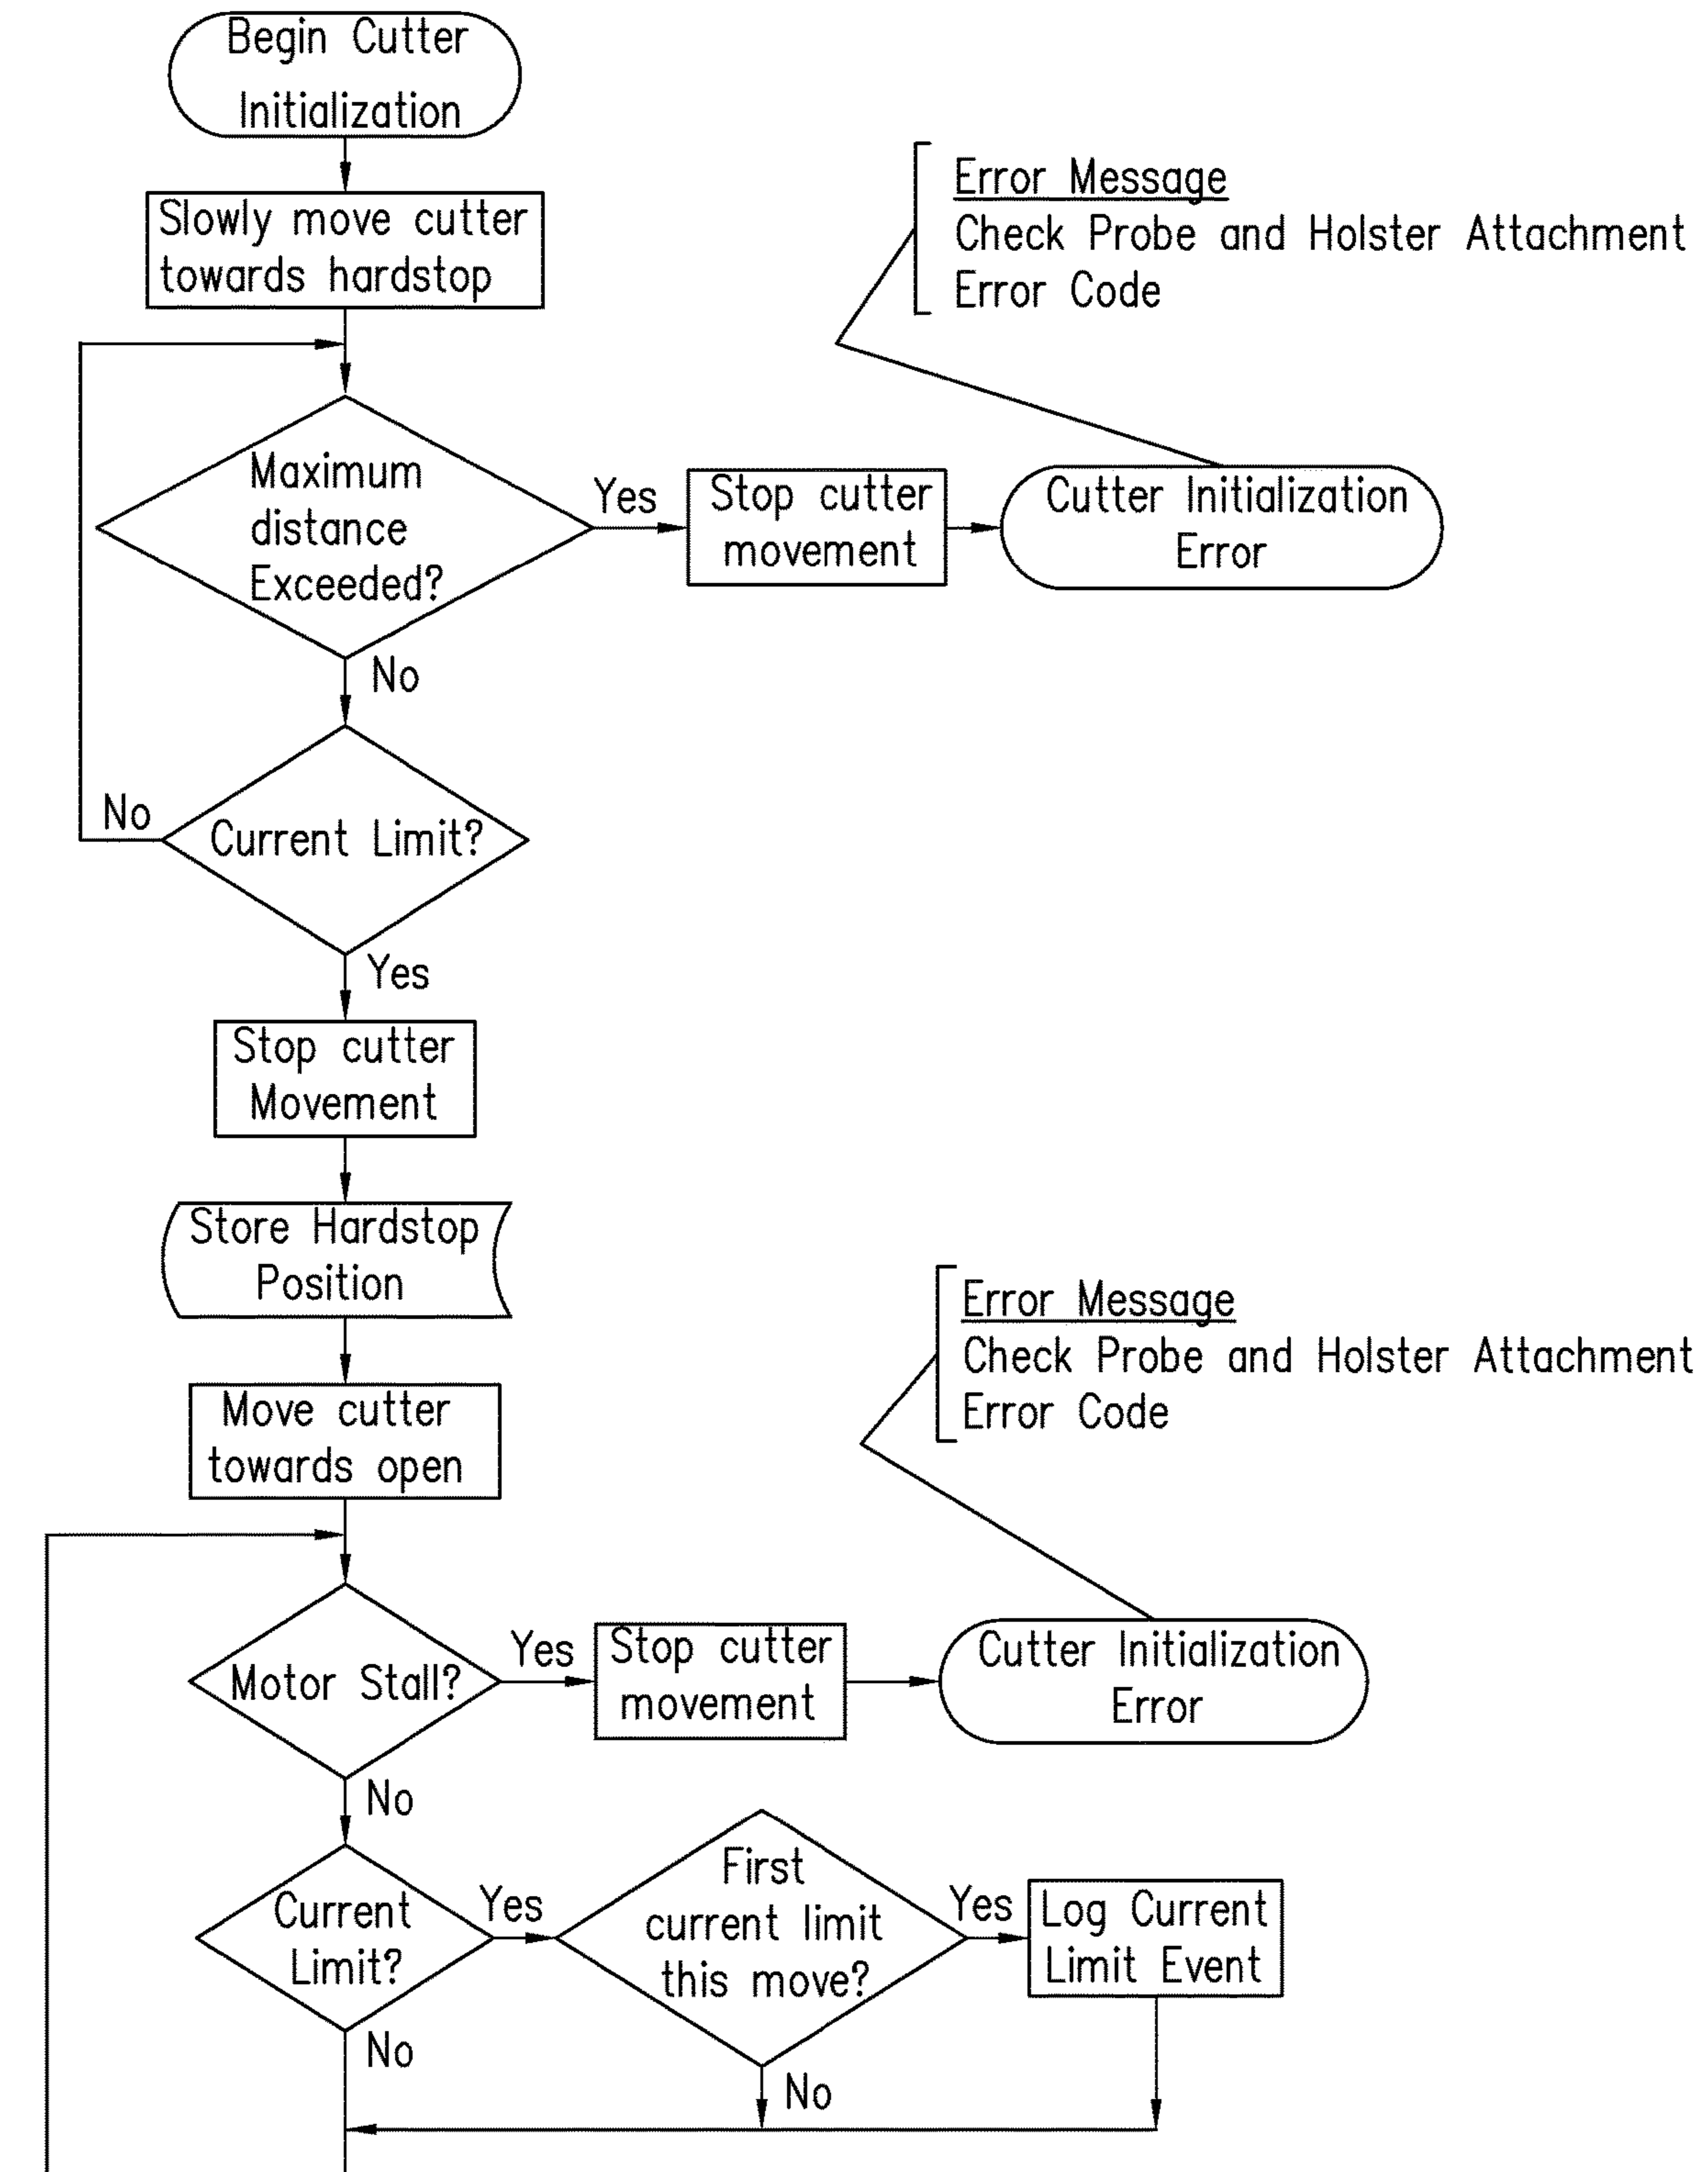 Begin Cutter
Initialization
Slowly move cutter
towards hardstop
Error Message
Check Probe and Holster Attachment
Error Code
Maximum
distance
Exceeded?
Yes
Stop cutter
movement
Cutter Initialization
Error
No
Current Limit?
No
Yes
Stop cutter
Movement
Store Hardstop
Position
Move cutter
towards open
Error Message
Check Probe and Holster Attachment
Error Code
Motor Stall?
Yes
Stop cutter
movement
Cutter Initialization
Error
No
Current
Limit?
Yes
First
current limit
this move?
Yes
Log Current
Limit Event
No
No